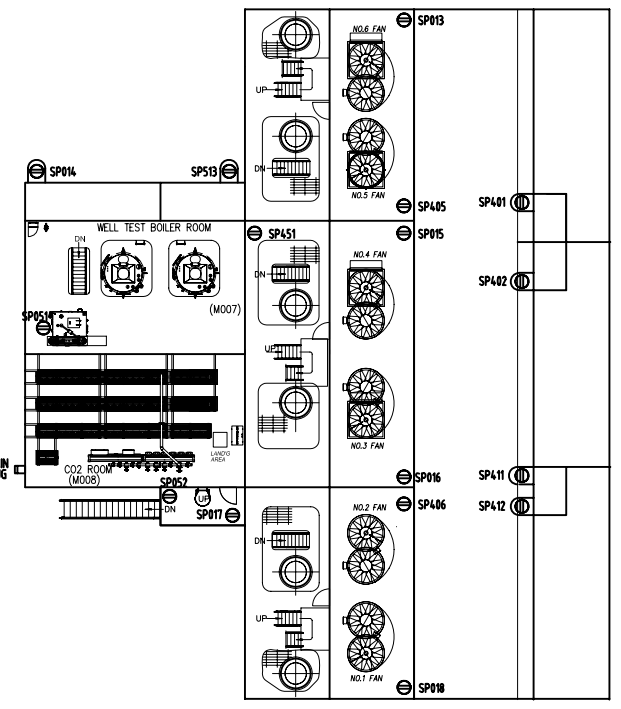 NO.6 FAN
SP013
UP
DN
NO.5 FAN
SP014
SP513
SP405
SP401
WELL TEST BOILER ROOM
DN
SP451
SP015
NO.4 FAN
DN
SP402
(M007)
SP051
UP
NO.3 FAN
LAND'G
AREA
IN
G
CO2 ROOM
(M008)
SP052
SP016
SP411
UP
DN
SP017
NO.2 FAN
SP406
SP412
DN
UP
NO.1 FAN
SP018